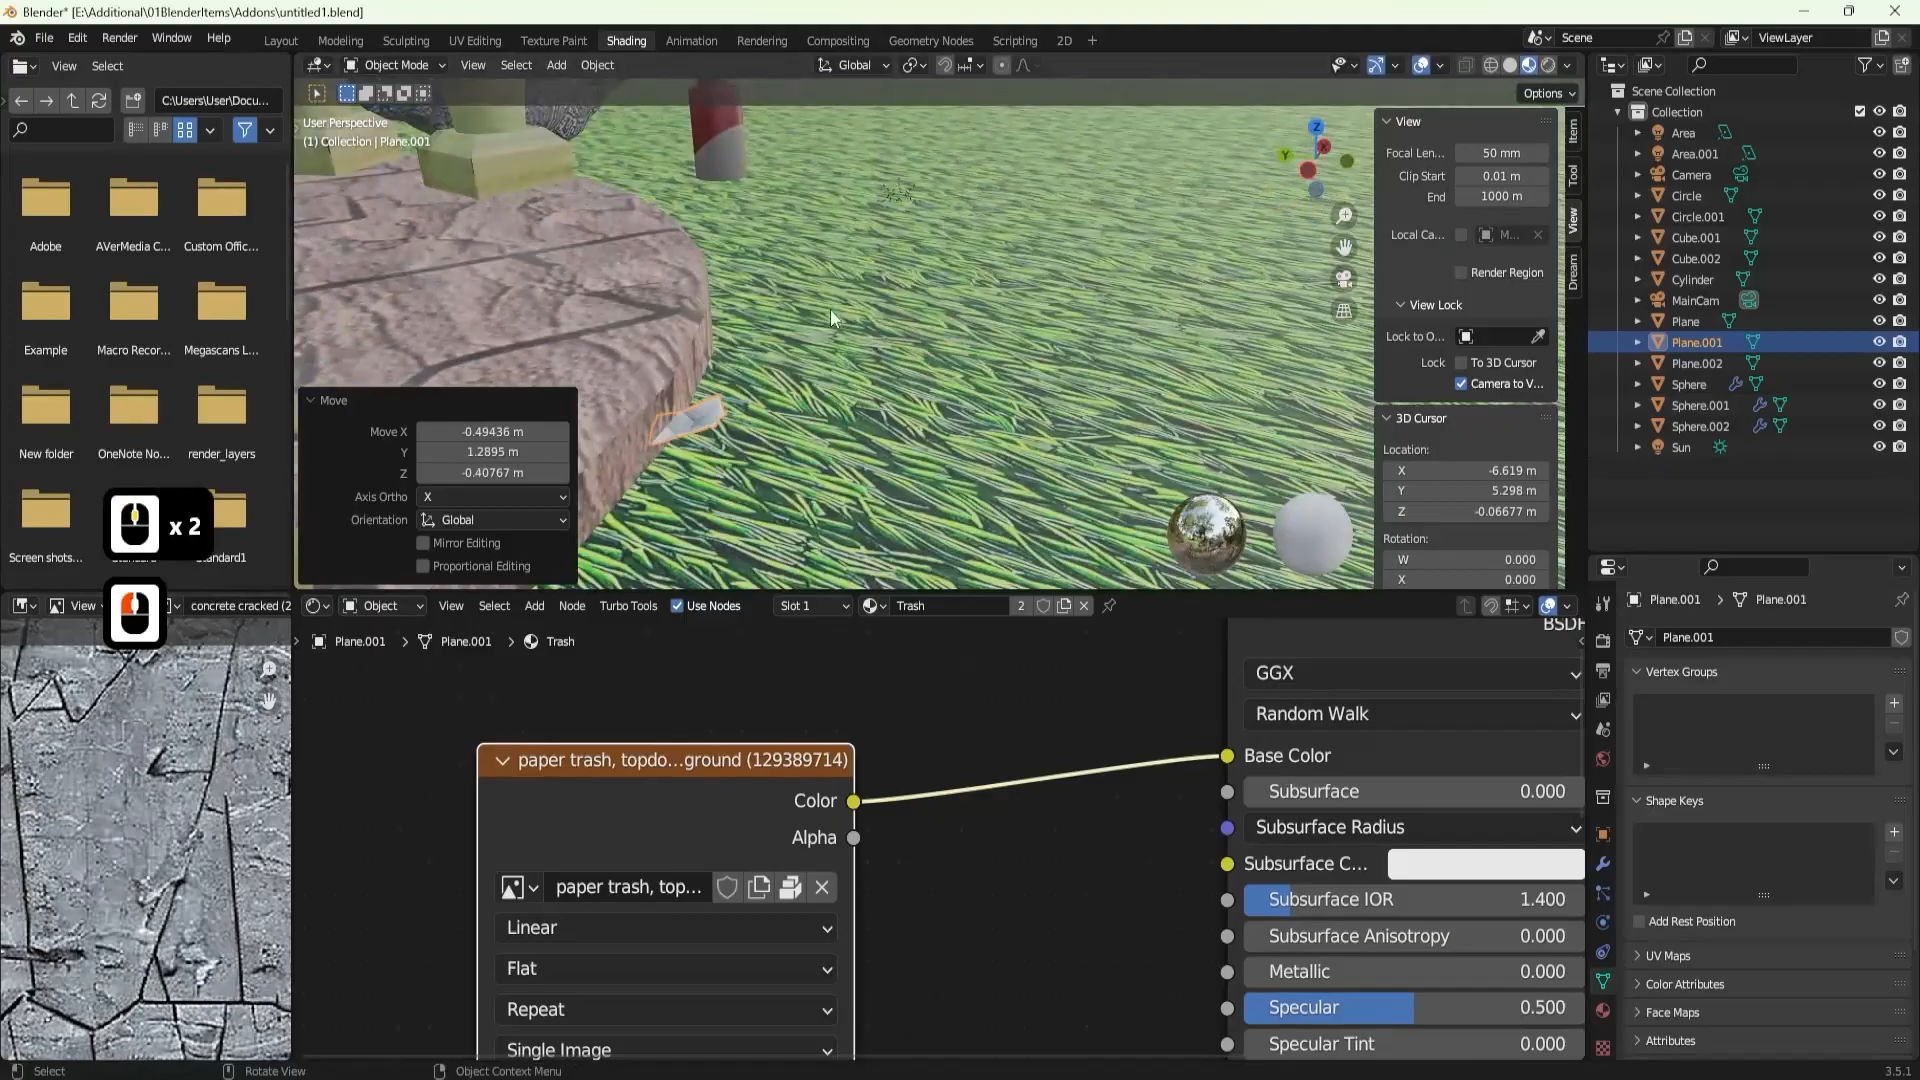 Blender* [E:\Additional\01BlenderItems\Addons\untitled1.blend]
File Edit Render Window Help
Layout Modeling Sculpting UV Editing Texture Paint Shading Animation Rendering Compositing Geometry Nodes Scripting 2D +
Scene
ViewLayer
View Select
C:\Users\User\Docu...
Adobe AVerMedia C... Custom Offic...
Example Macro Recor... Megascans L...
New folder OneNote No... render_layers
Screen shots...
x 2
Object Mode View Select Add Object
Global
Options
User Perspective
(1) Collection | Plane.001
Z
X
Y
Move
Move X -0.49436 m
Y 1.2895 m
Z -0.40767 m
Axis Ortho X
Orientation Global
Mirror Editing
Proportional Editing
View
Focal Len... 50 mm
Clip Start 0.01 m
End 1000 m
Local Ca... M...
Render Region
View Lock
Lock to O...
Lock To 3D Cursor
Camera to V...
3D Cursor
Location:
X -6.619 m
Y 5.298 m
Z -0.06677 m
Rotation:
W 0.000
X 0.000
Item
Tool
View
Dream
Scene Collection
Collection
Area
Area.001
Camera
Circle
Circle.001
Cube.001
Cube.002
Cylinder
MainCam
Plane
Plane.001
Plane.002
Sphere
Sphere.001
Sphere.002
Sun
View
concrete cracked (2
Object View Select Add Node Turbo Tools Use Nodes Slot 1 Trash 2
Plane.001 > Plane.001 > Trash
paper trash, topdo...ground (129389714)
Color
Alpha
paper trash, top...
Linear
Flat
Repeat
Single Image
BSDF
GGX
Random Walk
Base Color
Subsurface 0.000
Subsurface Radius
Subsurface C...
Subsurface IOR 1.400
Subsurface Anisotropy 0.000
Metallic 0.000
Specular 0.500
Specular Tint 0.000
Plane.001 > Plane.001
Plane.001
Vertex Groups
Shape Keys
Add Rest Position
UV Maps
Color Attributes
Face Maps
Attributes
Select
Rotate View
Object Context Menu
3.5.1